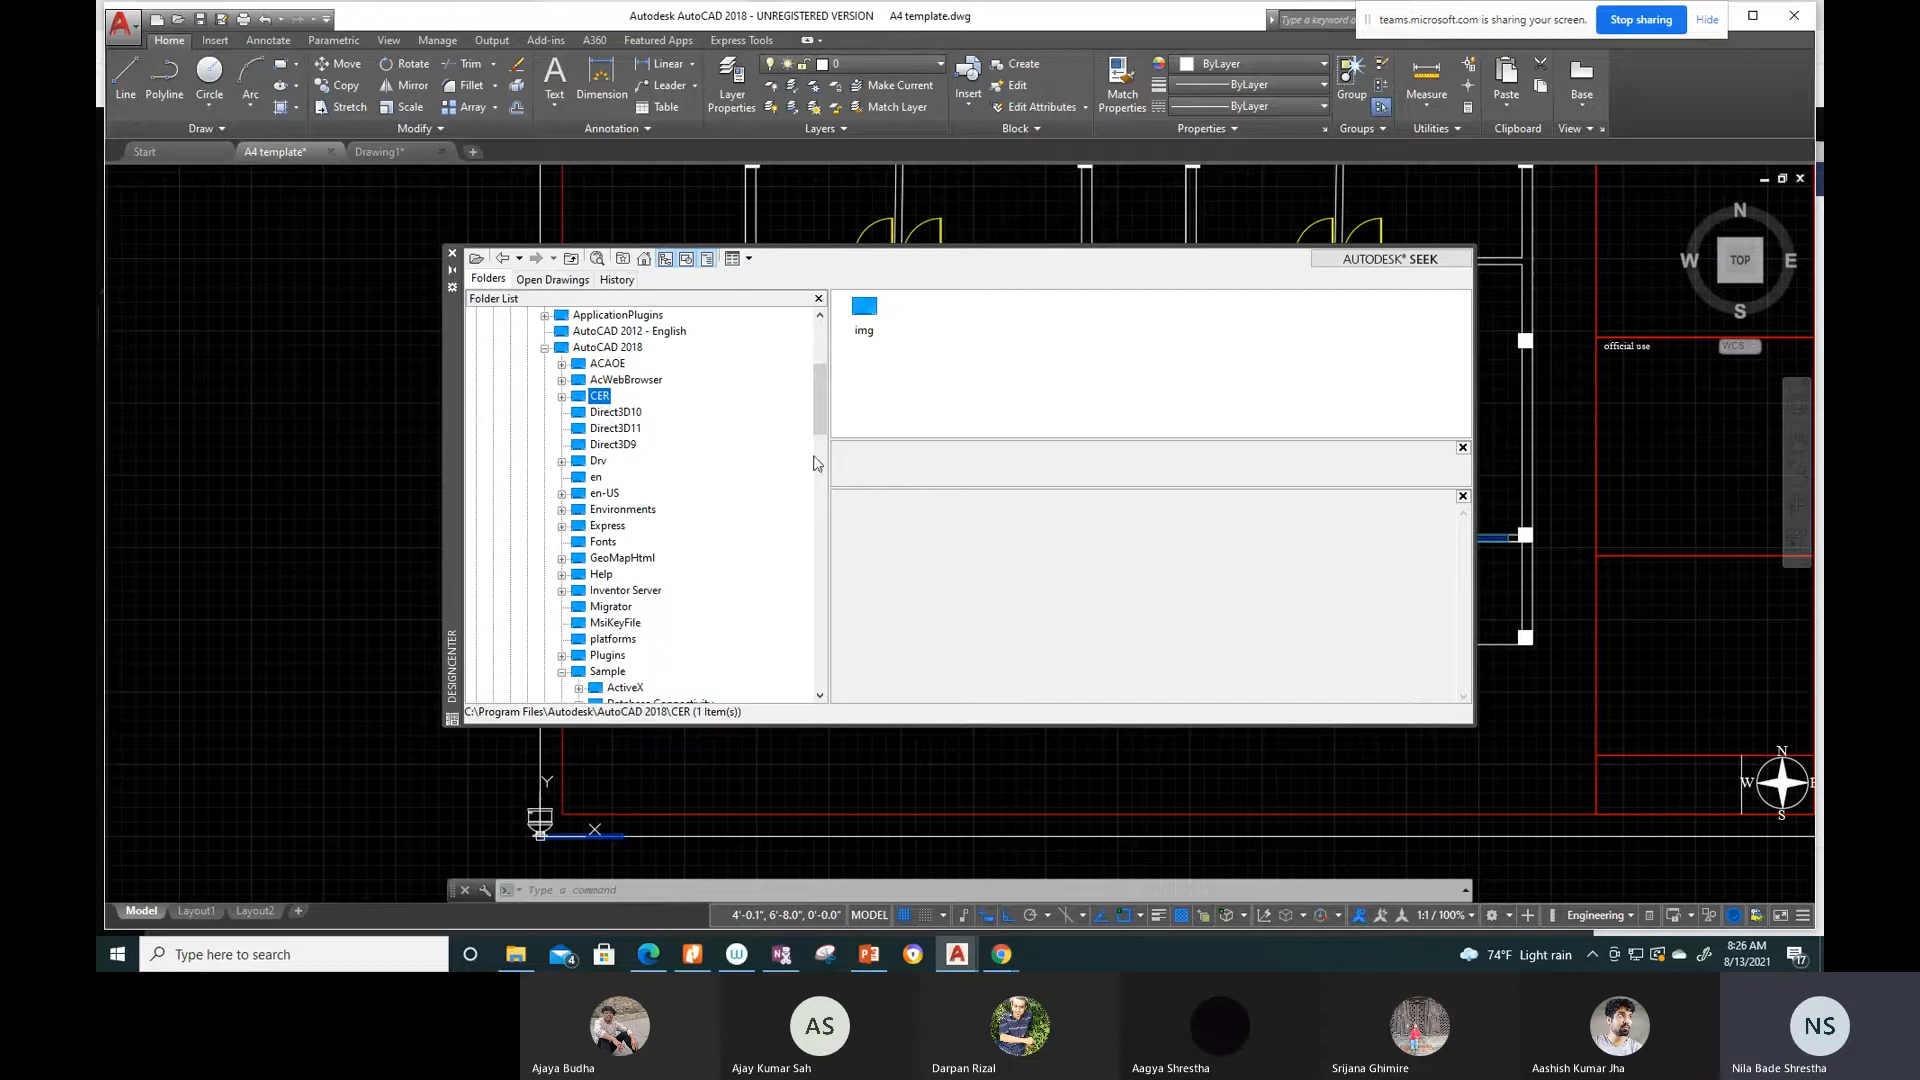 Autodesk AutoCAD 2018 - UNREGISTERED VERSION A4 template.dwg
Type a keyword o
teams.microsoft.com is sharing your screen.
Stop sharing
Hide
Home Insert Annotate Parametric View Manage Output Add-ins A360 Featured Apps Express Tools
Line Polyline Circle Arc
Move Rotate Trim
Copy Mirror Fillet
Stretch Scale Array
Text Dimension
Linear
Leader
Table
Layer Properties
0
Make Current
Match Layer
Insert
Create
Edit
Edit Attributes
Match Properties
ByLayer
ByLayer
ByLayer
Group
Measure
Paste
Base
Draw Modify Annotation Layers Block Properties Groups Utilities Clipboard View
Start A4 template* Drawing1*
N
W TOP E
S
WCS
official use
AUTODESK® SEEK
Folders Open Drawings History
Folder List
ApplicationPlugins
AutoCAD 2012 - English
AutoCAD 2018
ACAOE
AcWebBrowser
CER
Direct3D10
Direct3D11
Direct3D9
Drv
en
en-US
Environments
Express
Fonts
GeoMapHtml
Help
Inventor Server
Migrator
MsiKeyFile
platforms
Plugins
Sample
ActiveX
Database Connectivity
img
C:\Program Files\Autodesk\AutoCAD 2018\CER (1 Item(s))
DESIGNCENTER
N
W E
S
Y
X
Type a command
Model Layout1 Layout2
4'-0.1", 6'-8.0", 0'-0.0" MODEL 1:1 / 100% Engineering
Type here to search
4
74°F Light rain
8:26 AM
8/13/2021
17
AS
NS
Ajaya Budha Ajay Kumar Sah Darpan Rizal Aagya Shrestha Srijana Ghimire Aashish Kumar Jha Nila Bade Shrestha